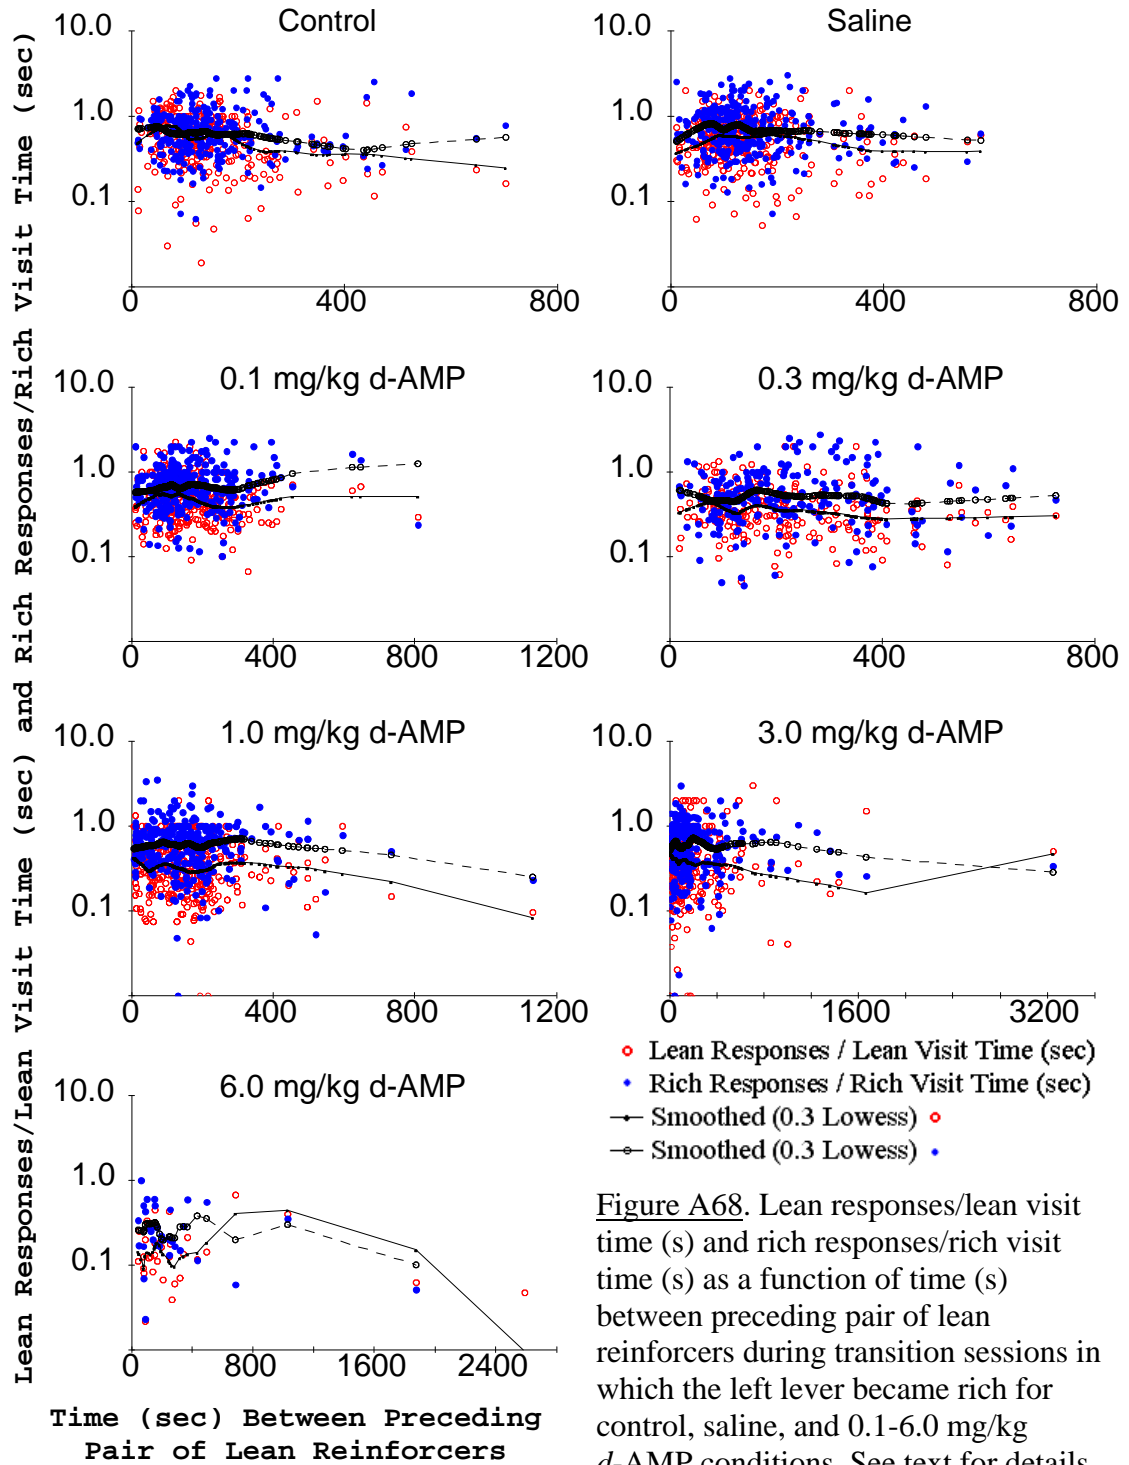 Lean Responses/Lean Visit Time (sec) and Rich Responses/Rich Visit Time (sec)
Control
10.0
1.0
0.1
0 400 800
Saline
10.0
1.0
0.1
0 400 800
0.1 mg/kg d-AMP
10.0
1.0
0.1
0 400 800 1200
0.3 mg/kg d-AMP
10.0
1.0
0.1
0 400 800
1.0 mg/kg d-AMP
10.0
1.0
0.1
0 400 800 1200
3.0 mg/kg d-AMP
10.0
1.0
0.1
0 1600 3200
6.0 mg/kg d-AMP
10.0
1.0
0.1
0 800 1600 2400
Time (sec) Between Preceding
Pair of Lean Reinforcers
Lean Responses / Lean Visit Time (sec)
Rich Responses / Rich Visit Time (sec)
Smoothed (0.3 Lowess)
Smoothed (0.3 Lowess)
Figure A68. Lean responses/lean visit
time (s) and rich responses/rich visit
time (s) as a function of time (s)
between preceding pair of lean
reinforcers during transition sessions in
which the left lever became rich for
control, saline, and 0.1-6.0 mg/kg
d-AMP conditions. See text for details